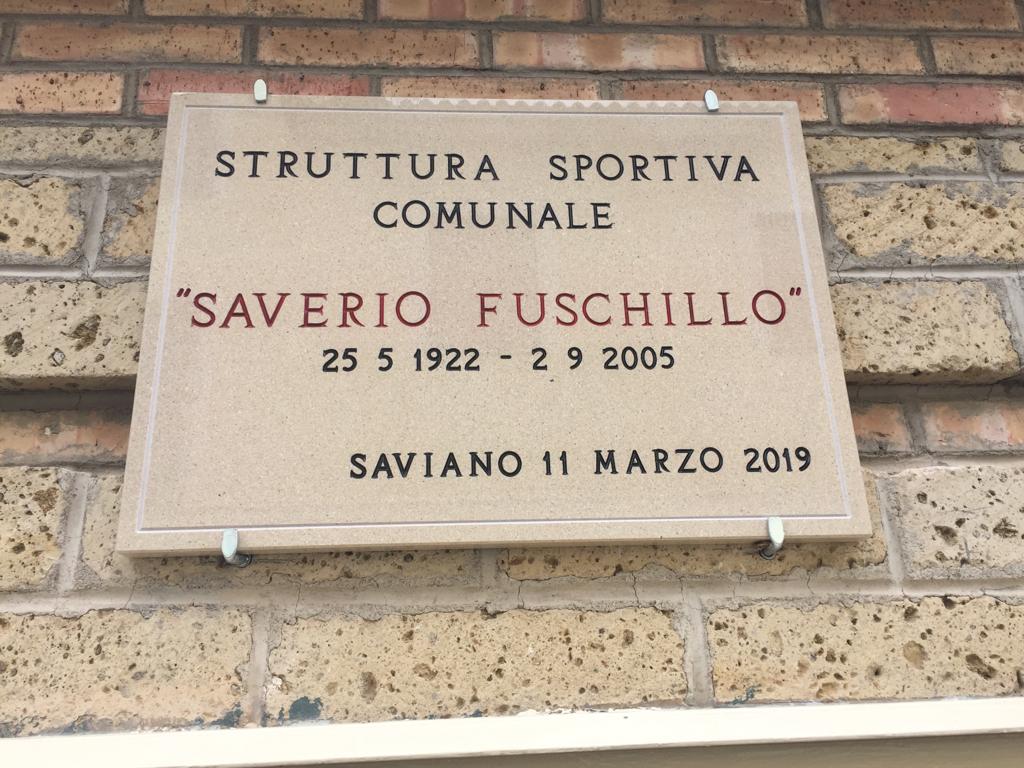 STRUTTURA SPORTIVA
COMUNALE
"SAVERIO FUSCHILLO"
25 5 1922 - 2 9 2005
SAVIANO 11 MARZO 2019